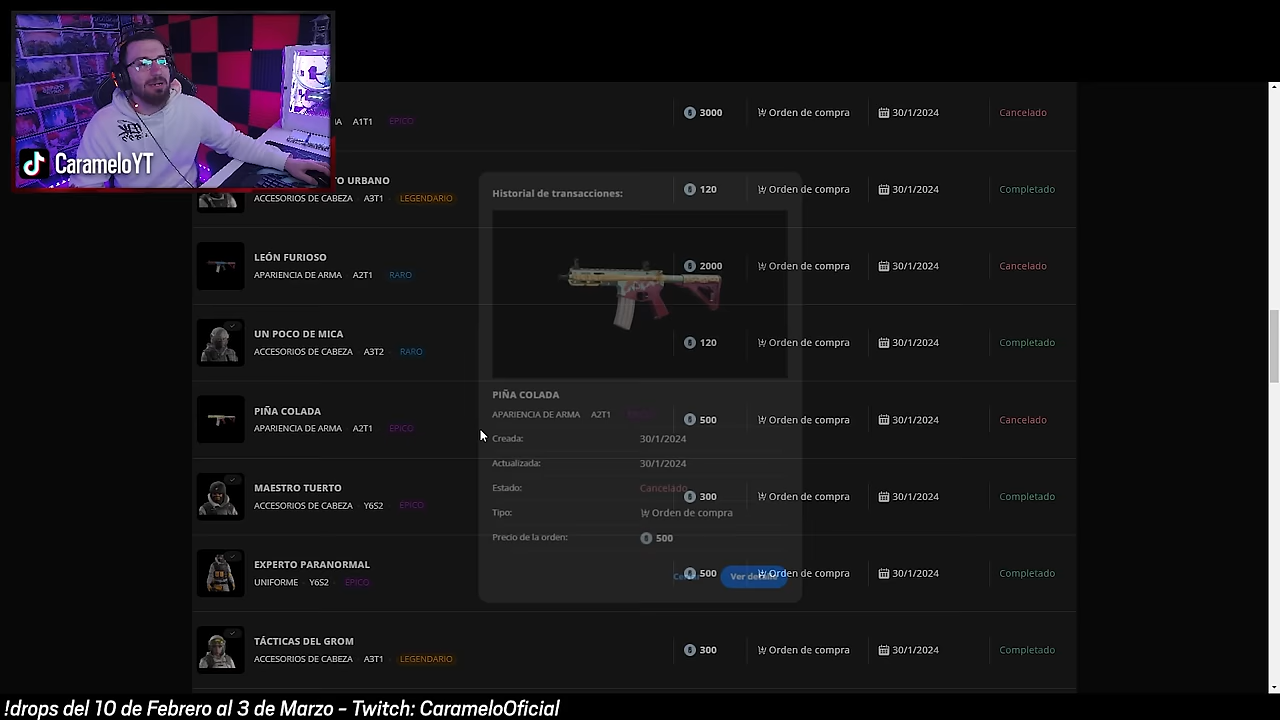 CarameloYT
A1T1 ÉPICO
3000 Orden de compra 30/1/2024 Cancelado
URBANO
ACCESORIOS DE CABEZA A3T1 LEGENDARIO
120 Orden de compra 30/1/2024 Completado
LEÓN FURIOSO
APARIENCIA DE ARMA A2T1 RARO
2000 Orden de compra 30/1/2024 Cancelado
UN POCO DE MICA
ACCESORIOS DE CABEZA A3T2 RARO
120 Orden de compra 30/1/2024 Completado
PIÑA COLADA
APARIENCIA DE ARMA A2T1 ÉPICO
500 Orden de compra 30/1/2024 Cancelado
MAESTRO TUERTO
ACCESORIOS DE CABEZA Y6S2 ÉPICO
300 Orden de compra 30/1/2024 Completado
EXPERTO PARANORMAL
UNIFORME Y6S2 ÉPICO
500 Orden de compra 30/1/2024 Completado
TÁCTICAS DEL GROM
ACCESORIOS DE CABEZA A3T1 LEGENDARIO
300 Orden de compra 30/1/2024 Completado
Historial de transacciones:
PIÑA COLADA
APARIENCIA DE ARMA A2T1 ÉPICO
Creada: 30/1/2024
Actualizada: 30/1/2024
Estado: Cancelado
Tipo: Orden de compra
Precio de la orden: 500
Ver
!drops del 10 de Febrero al 3 de Marzo - Twitch: CarameloOficial